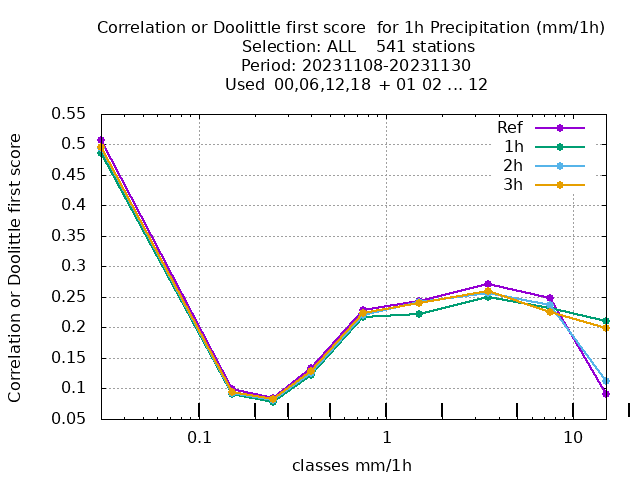 Correlation or Doolittle first score  for 1h Precipitation (mm/1h)
Selection: ALL    541 stations
Period: 20231108-20231130
Used  00,06,12,18  + 01 02 ... 12
Correlation or Doolittle first score
0.55
0.5
0.45
0.4
0.35
0.3
0.25
0.2
0.15
0.1
0.05
Ref
1h
2h
3h
0.1
1
10
classes mm/1h